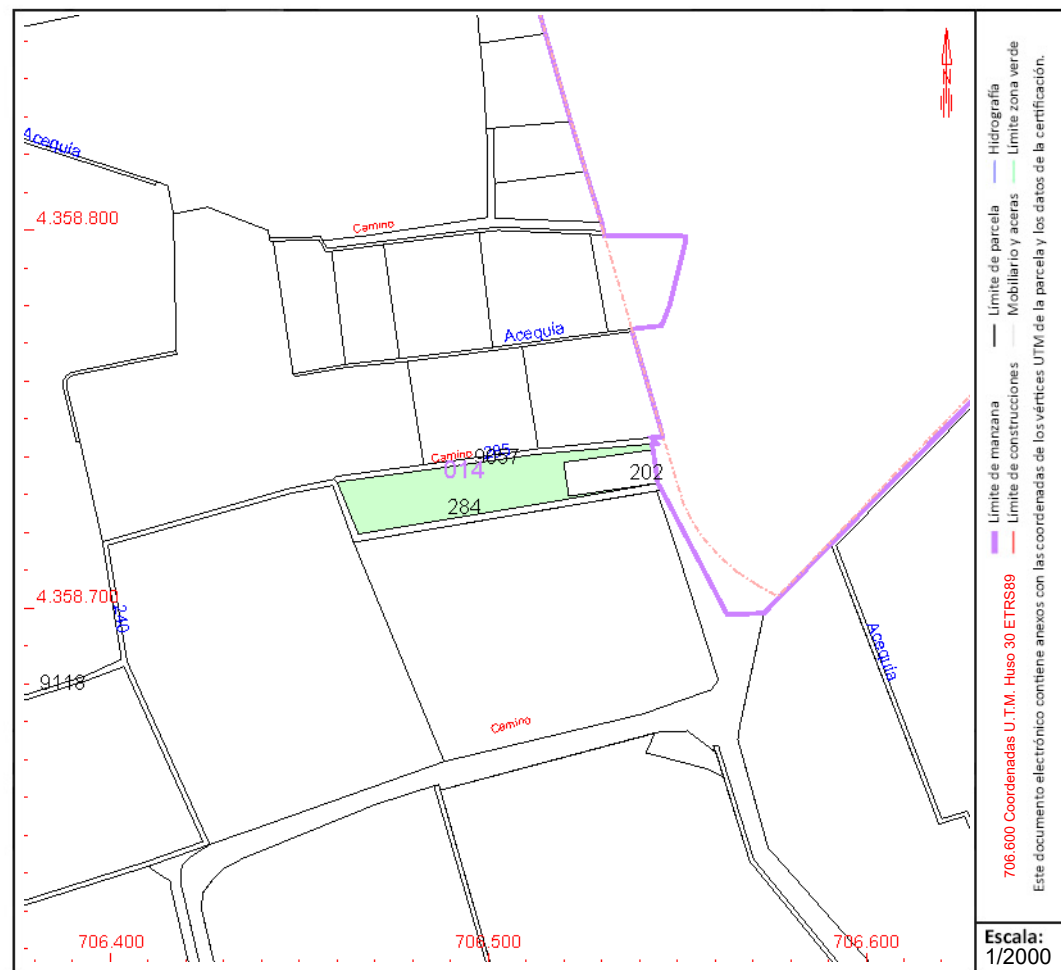 Acequia
4.358.800
Camino
N
Acequia
Camino
205
9057
014
202
284
4.358.700
240
9118
Acequia
Camino
706.400
706.500
706.600
Límite de manzana
Límite de parcela
Hidrografía
Límite de construcciones
Mobiliario y aceras
Límite zona verde
706.600 Coordenadas U.T.M. Huso 30 ETRS89
Este documento electrónico contiene anexos con las coordenadas de los vértices UTM de la parcela y los datos de la certificación.
Escala:
1/2000